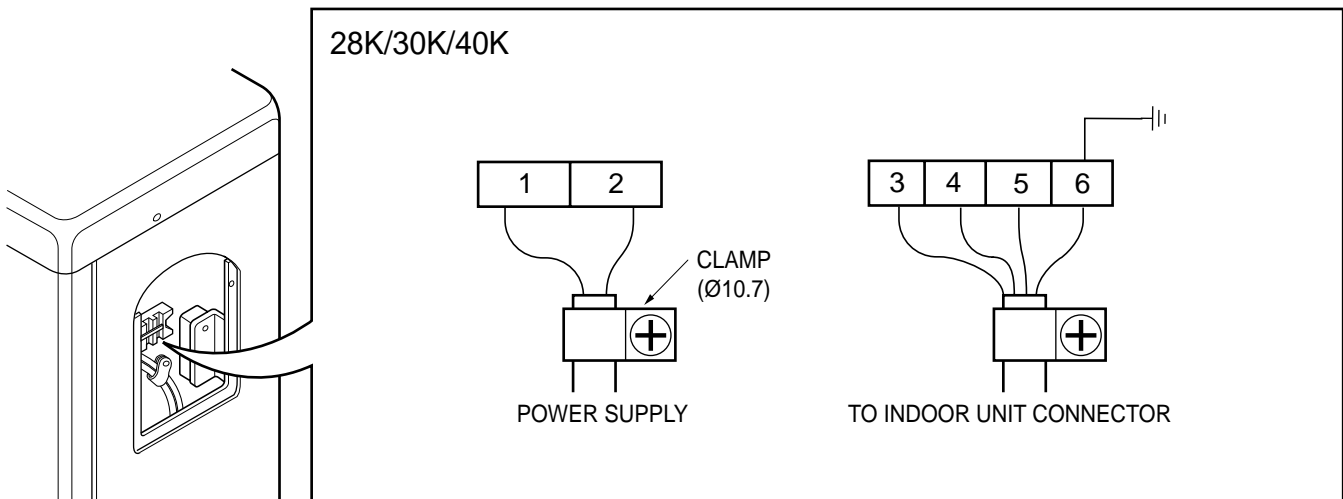 28K/30K/40K
1 2
3 4 5 6
CLAMP
(Ø10.7)
POWER SUPPLY
TO INDOOR UNIT CONNECTOR